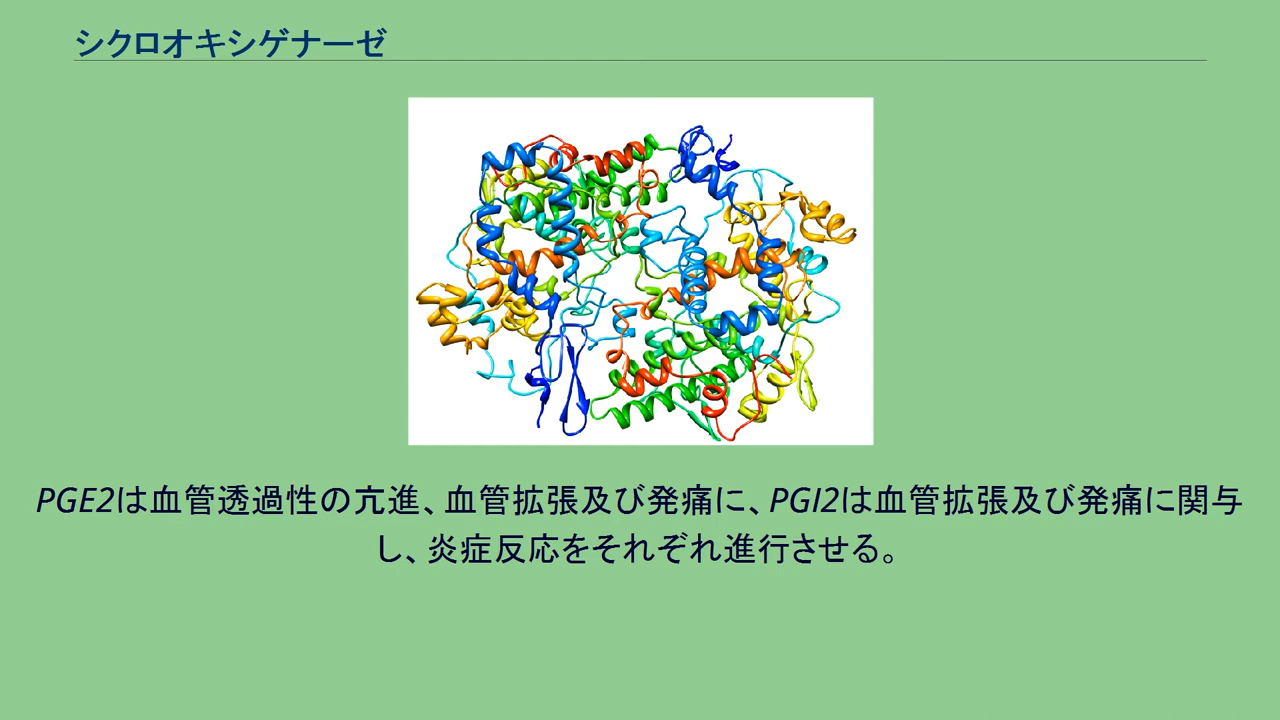 シクロオキシゲナーゼ
PGE2は血管透過性の亢進、血管拡張及び発痛に、PGI2は血管拡張及び発痛に関与
し、炎症反応をそれぞれ進行させる。